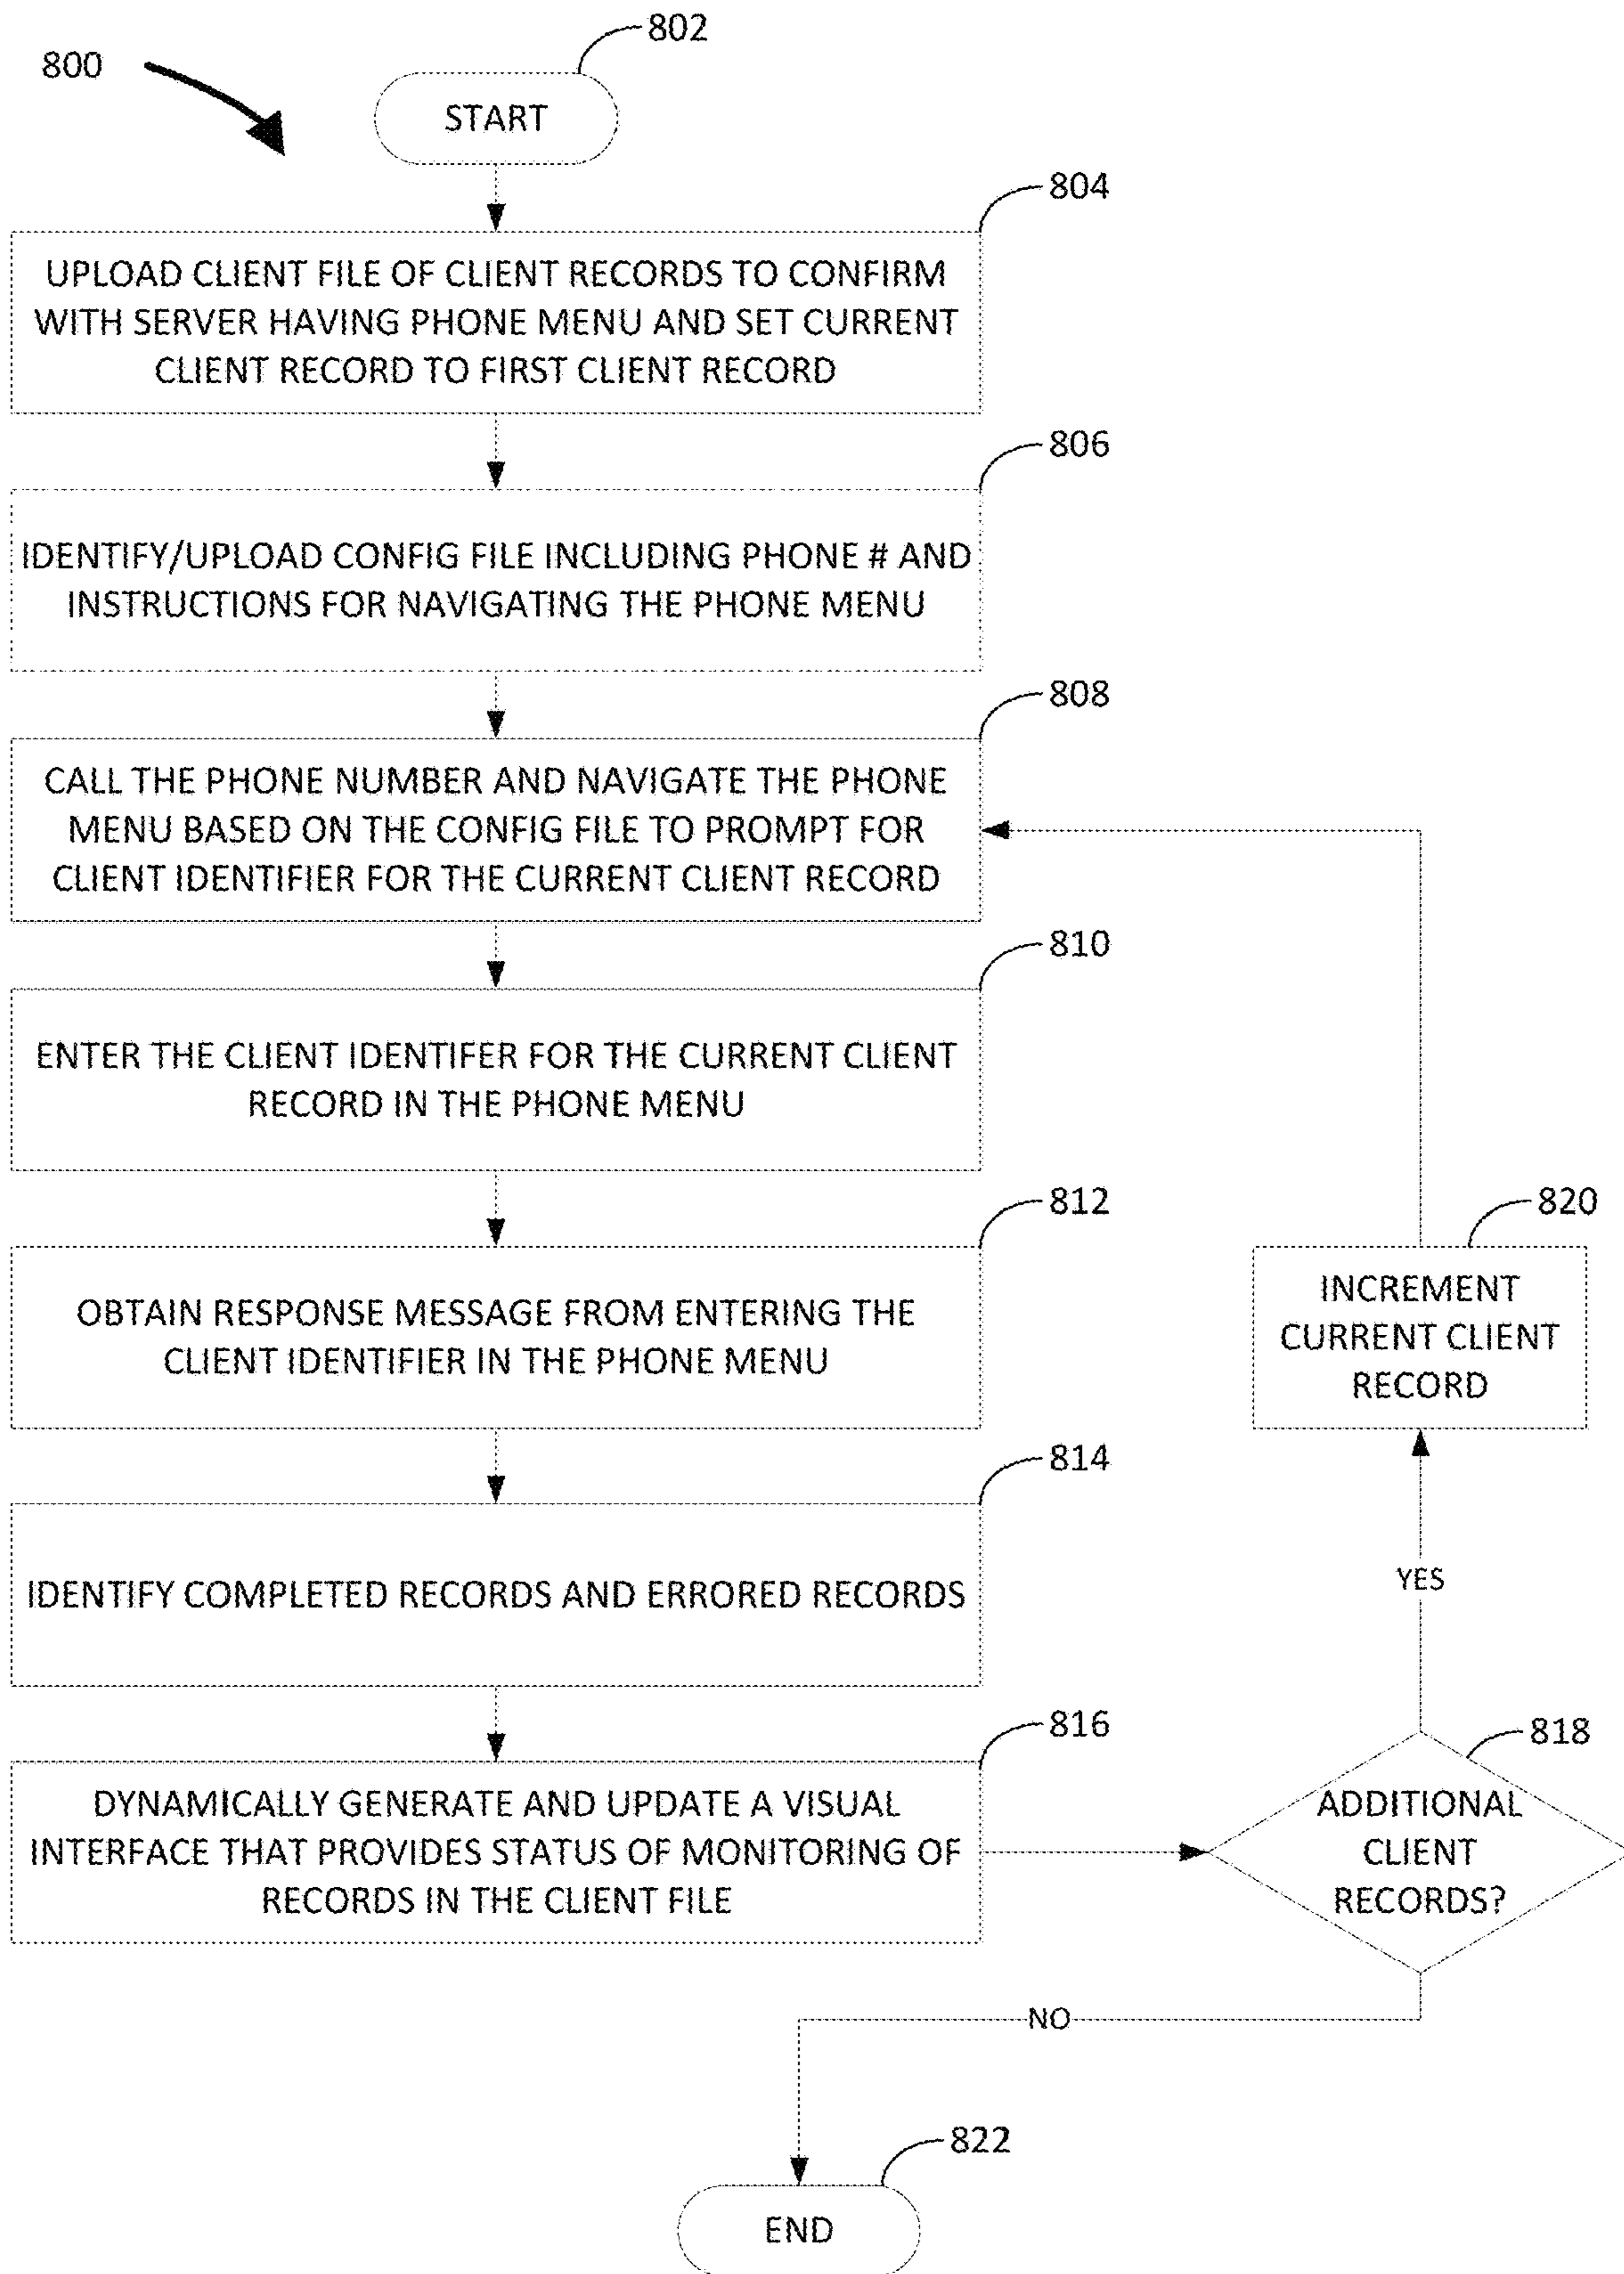 802
800
START
804
UPLOAD CLIENT FILE OF CLIENT RECORDS TO CONFIRM
WITH SERVER HAVING PHONE MENU AND SET CURRENT
CLIENT RECORD TO FIRST CLIENT RECORD
806
IDENTIFY/UPLOAD CONFIG FILE INCLUDING PHONE # AND
INSTRUCTIONS FOR NAVIGATING THE PHONE MENU
808
CALL THE PHONE NUMBER AND NAVIGATE THE PHONE
MENU BASED ON THE CONFIG FILE TO PROMPT FOR
CLIENT IDENTIFIER FOR THE CURRENT CLIENT RECORD
810
ENTER THE CLIENT IDENTIFER FOR THE CURRENT CLIENT
RECORD IN THE PHONE MENU
812
OBTAIN RESPONSE MESSAGE FROM ENTERING THE
CLIENT IDENTIFIER IN THE PHONE MENU
820
INCREMENT
CURRENT CLIENT
RECORD
814
IDENTIFY COMPLETED RECORDS AND ERRORED RECORDS
YES
816
DYNAMICALLY GENERATE AND UPDATE A VISUAL
INTERFACE THAT PROVIDES STATUS OF MONITORING OF
RECORDS IN THE CLIENT FILE
818
ADDITIONAL
CLIENT
RECORDS?
NO
822
END